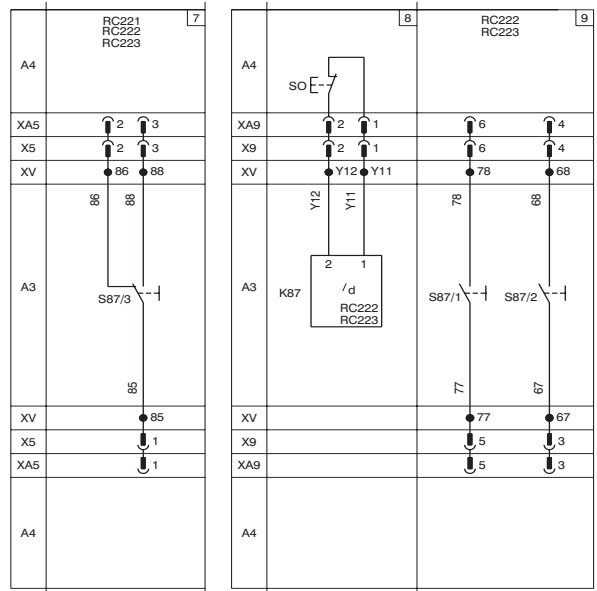 RC221
RC222
RC223
7
A4
XA5
2
3
X5
2
3
XV
86
88
86
88
A3
S87/3
85
XV
85
X5
1
XA5
1
A4
8
RC222
RC223
9
A4
SO
XA9
2
1
6
4
X9
2
1
6
4
XV
Y12
Y11
78
68
Y12
Y11
78
68
A3
K87
2
1
/d
RC222
RC223
S87/1
S87/2
77
67
XV
77
67
X9
5
3
XA9
5
3
A4